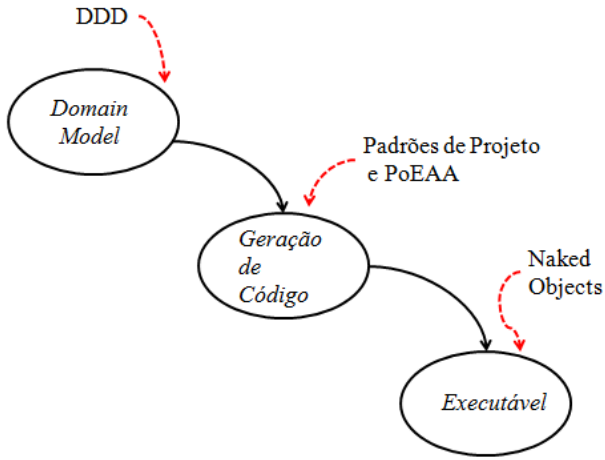 DDD
Domain
Model
Padrões de Projeto
e PoEAA
Geração
de
Código
Naked
Objects
Executável